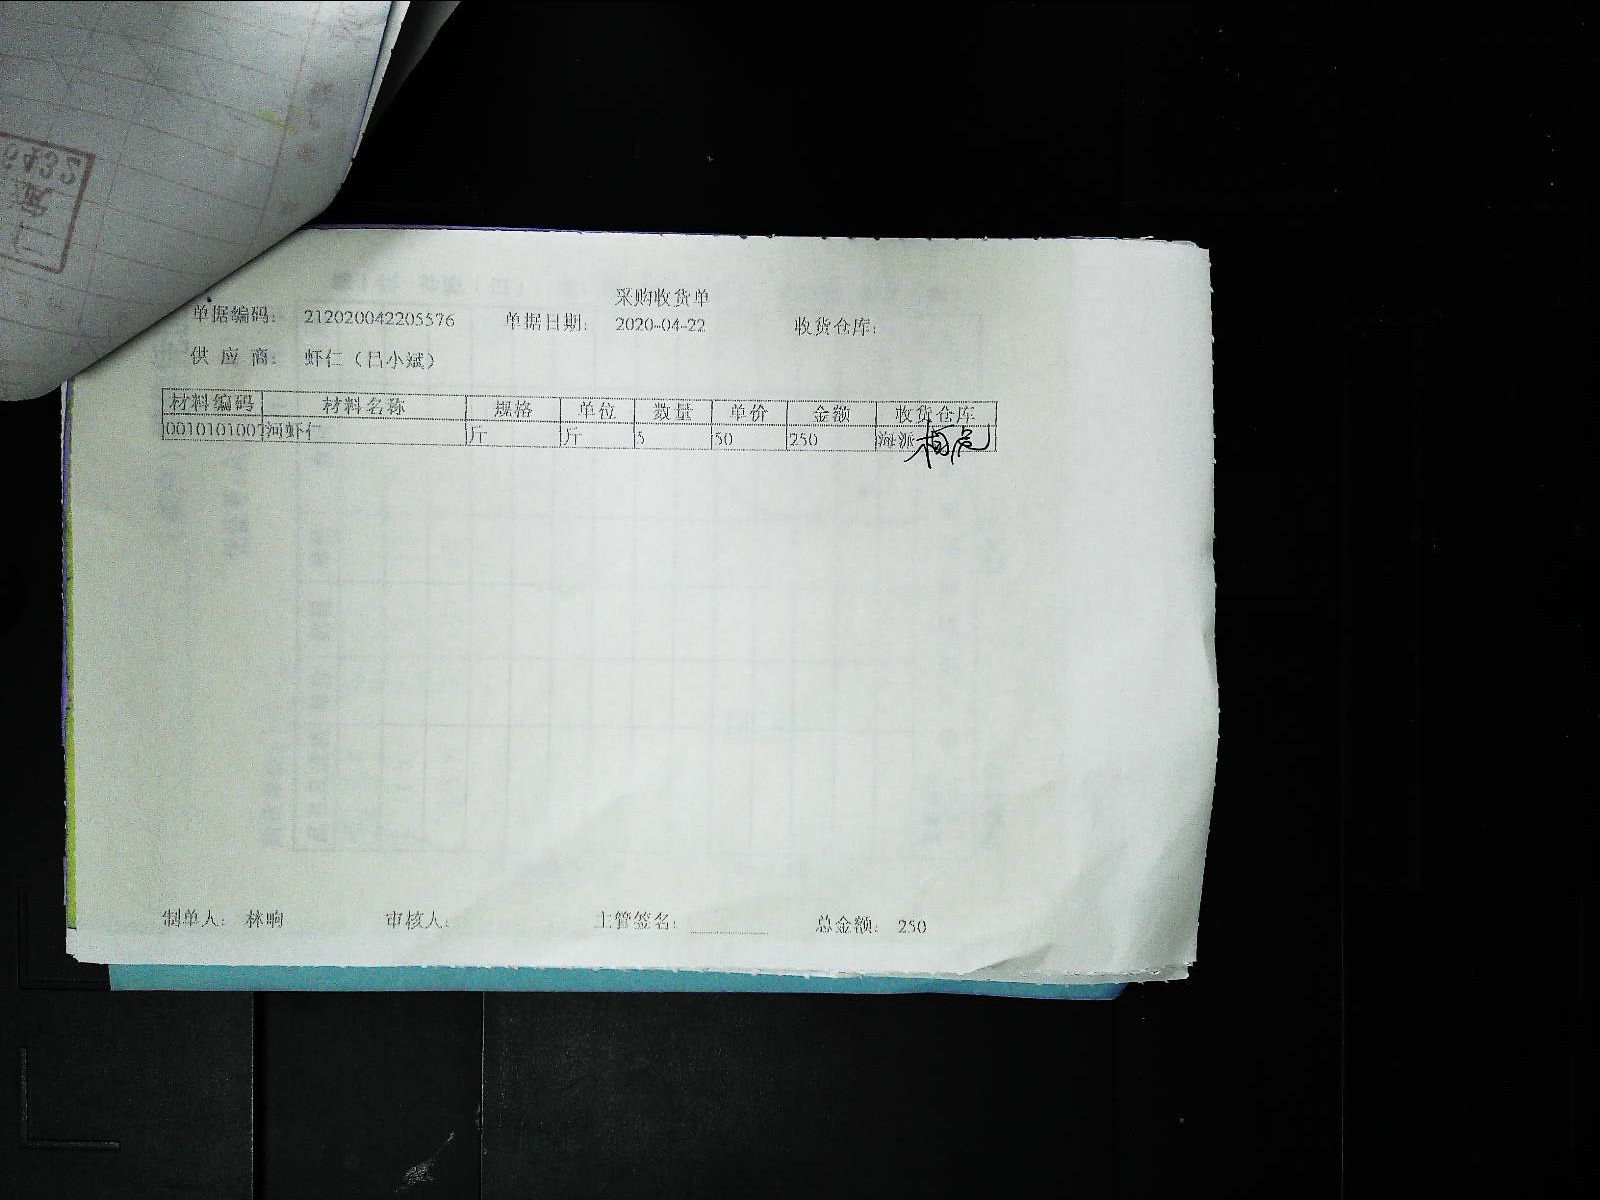 采购收货单
单据编码: 212020042205576 单据日期: 2020-04-22 收货仓库:
供应商: 虾仁（吕小斌）
材料编码 材料名称 规格 单位 数量 单价 金额 收货仓库
0010101007 河虾仁 斤 斤 5 50 250 海派
制单人: 林响 审核人: 主管签名: 总金额: 250